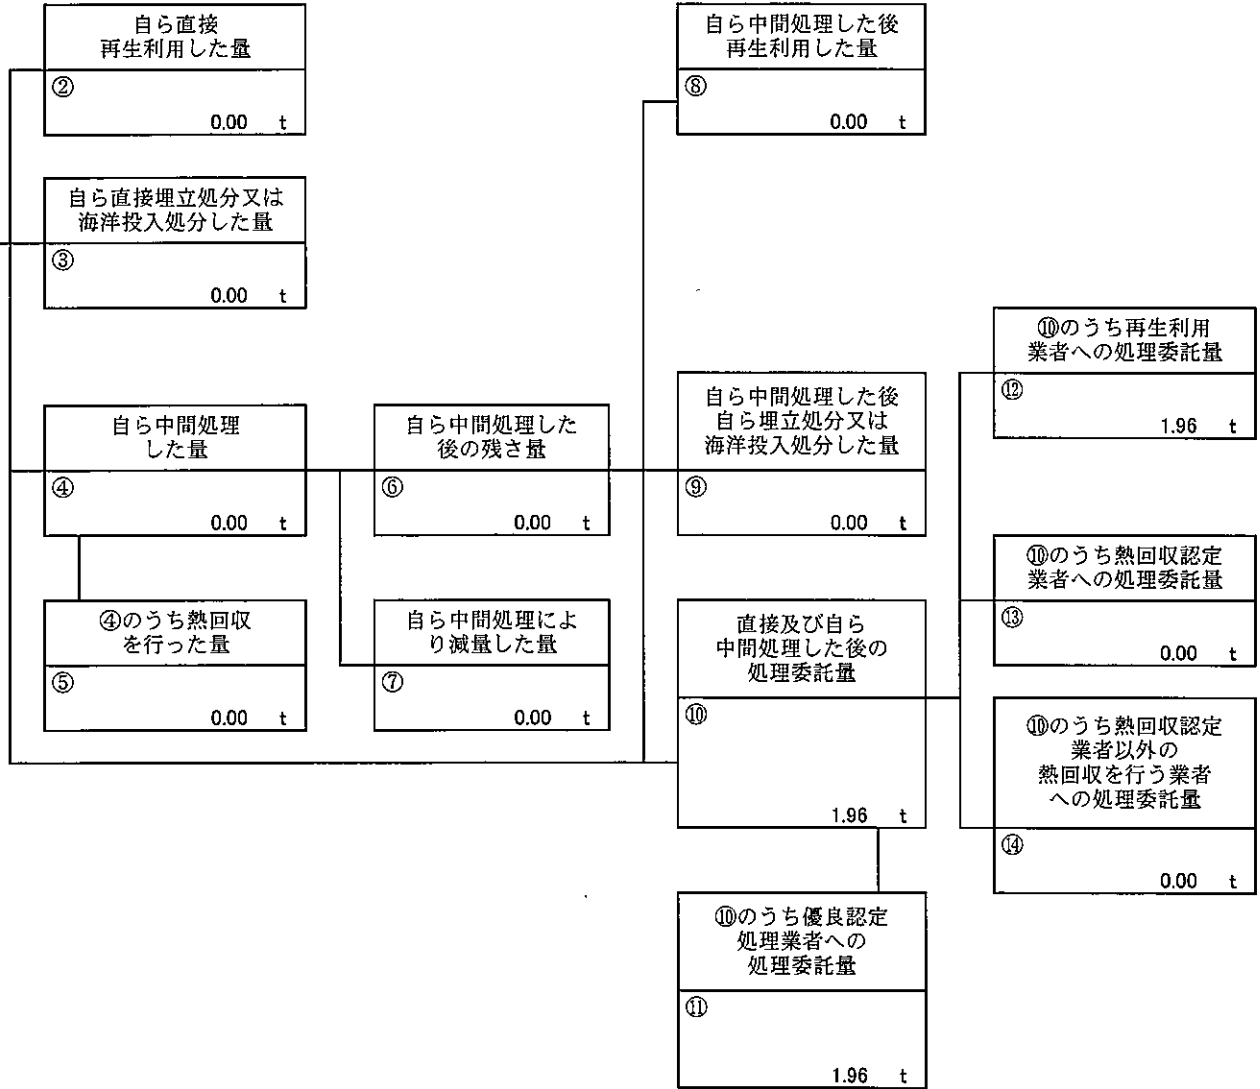 自ら直接
再生利用した量
②
0.00 t
自ら直接埋立処分又は
海洋投入処分した量
③
0.00 t
自ら中間処理
した量
④
0.00 t
④のうち熱回収
を行った量
⑤
0.00 t
自ら中間処理した
後の残さ量
⑥
0.00 t
自ら中間処理によ
り減量した量
⑦
0.00 t
自ら中間処理した後
再生利用した量
⑧
0.00 t
自ら中間処理した後
自ら埋立処分又は
海洋投入処分した量
⑨
0.00 t
直接及び自ら
中間処理した後の
処理委託量
⑩
1.96 t
⑩のうち優良認定
処理業者への
処理委託量
⑪
1.96 t
⑩のうち再生利用
業者への処理委託量
⑫
1.96 t
⑩のうち熱回収認定
業者への処理委託量
⑬
0.00 t
⑩のうち熱回収認定
業者以外の
熱回収を行う業者
への処理委託量
⑭
0.00 t